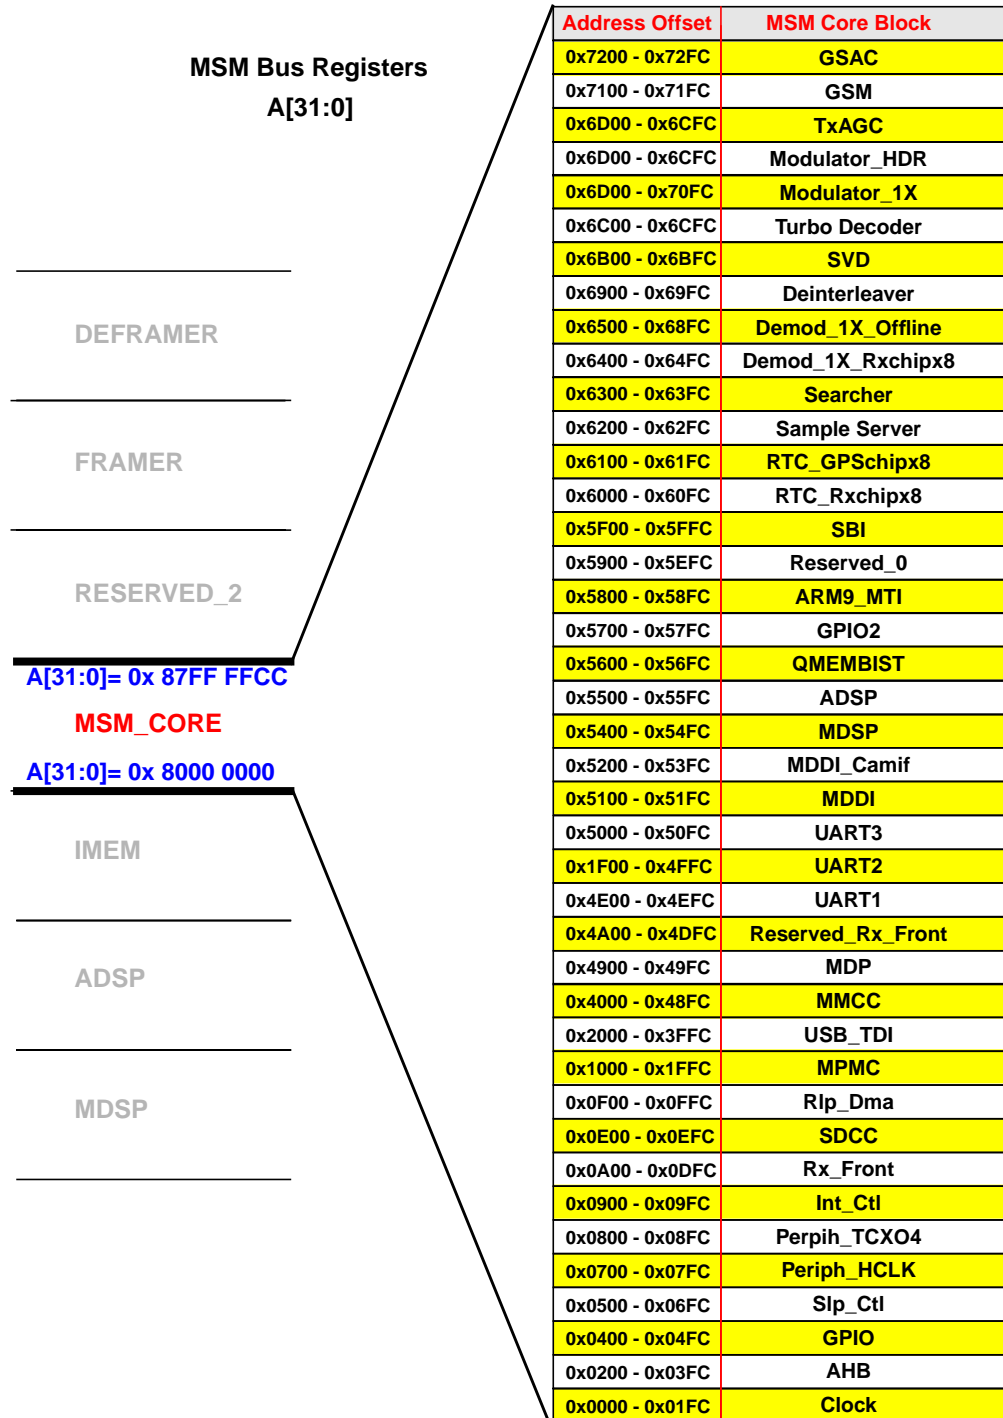 MSM Bus Registers
A[31:0]
DEFRAMER
FRAMER
RESERVED_2
A[31:0]= 0x 87FF FFCC
MSM_CORE
A[31:0]= 0x 8000 0000
IMEM
ADSP
MDSP
Address Offset MSM Core Block
0x7200 - 0x72FC GSAC
0x7100 - 0x71FC GSM
0x6D00 - 0x6CFC TxAGC
0x6D00 - 0x6CFC Modulator_HDR
0x6D00 - 0x70FC Modulator_1X
0x6C00 - 0x6CFC Turbo Decoder
0x6B00 - 0x6BFC SVD
0x6900 - 0x69FC Deinterleaver
0x6500 - 0x68FC Demod_1X_Offline
0x6400 - 0x64FC Demod_1X_Rxchipx8
0x6300 - 0x63FC Searcher
0x6200 - 0x62FC Sample Server
0x6100 - 0x61FC RTC_GPSchipx8
0x6000 - 0x60FC RTC_Rxchipx8
0x5F00 - 0x5FFC SBI
0x5900 - 0x5EFC Reserved_0
0x5800 - 0x58FC ARM9_MTI
0x5700 - 0x57FC GPIO2
0x5600 - 0x56FC QMEMBIST
0x5500 - 0x55FC ADSP
0x5400 - 0x54FC MDSP
0x5200 - 0x53FC MDDI_Camif
0x5100 - 0x51FC MDDI
0x5000 - 0x50FC UART3
0x1F00 - 0x4FFC UART2
0x4E00 - 0x4EFC UART1
0x4A00 - 0x4DFC Reserved_Rx_Front
0x4900 - 0x49FC MDP
0x4000 - 0x48FC MMCC
0x2000 - 0x3FFC USB_TDI
0x1000 - 0x1FFC MPMC
0x0F00 - 0x0FFC Rlp_Dma
0x0E00 - 0x0EFC SDCC
0x0A00 - 0x0DFC Rx_Front
0x0900 - 0x09FC Int_Ctl
0x0800 - 0x08FC Perpih_TCXO4
0x0700 - 0x07FC Periph_HCLK
0x0500 - 0x06FC Slp_Ctl
0x0400 - 0x04FC GPIO
0x0200 - 0x03FC AHB
0x0000 - 0x01FC Clock